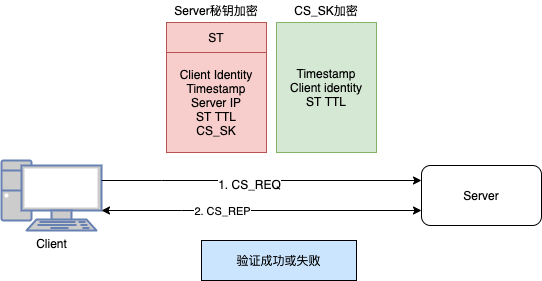 Server秘钥加密
CS_SK加密
ST
Client Identity
Timestamp
Server IP
ST TTL
CS_SK
Timestamp
Client identity
ST TTL
1. CS_REQ
2. CS_REP
Server
Client
验证成功或失败